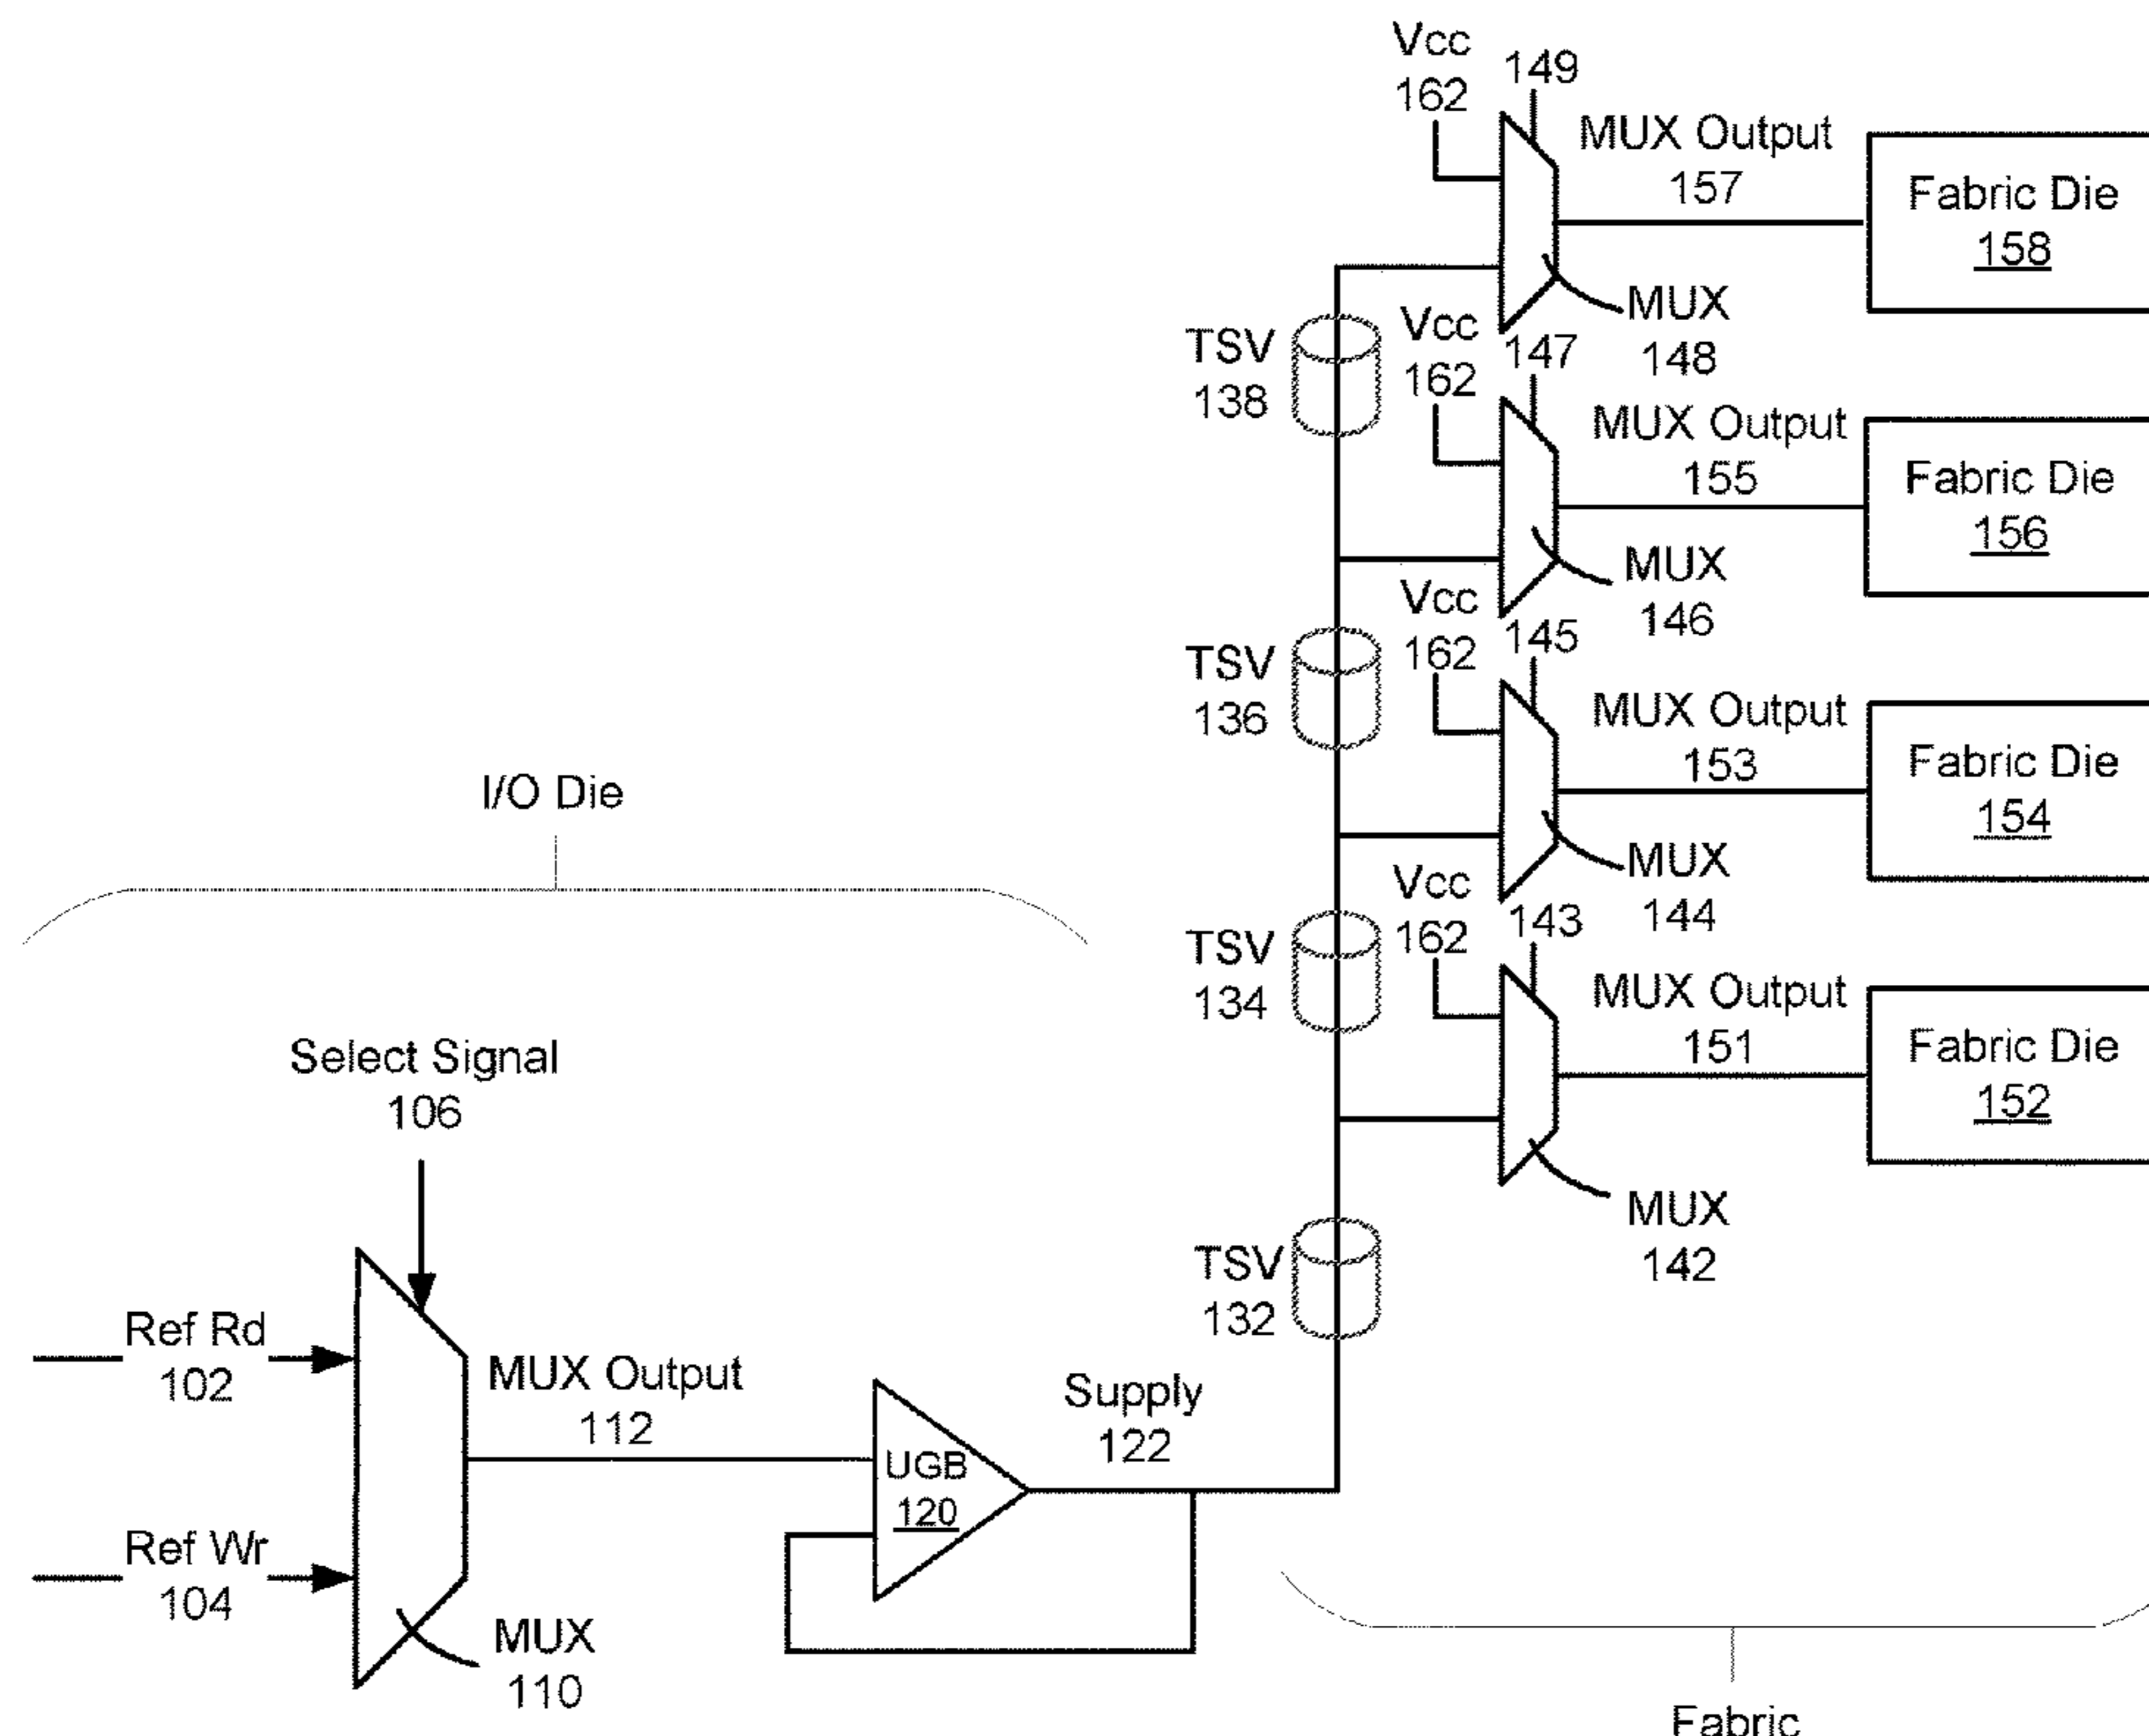 Vcc
162
149
MUX Output
157
Fabric Die
158
MUX
148
TSV
138
Vcc
162
147
MUX Output
155
Fabric Die
156
MUX
146
TSV
136
Vcc
162
145
MUX Output
153
Fabric Die
154
MUX
144
TSV
134
Vcc
162
143
MUX Output
151
Fabric Die
152
MUX
142
TSV
132
I/O Die
Select Signal
106
Ref Rd
102
MUX Output
112
Ref Wr
104
MUX
110
UGB
120
Supply
122
Fabric